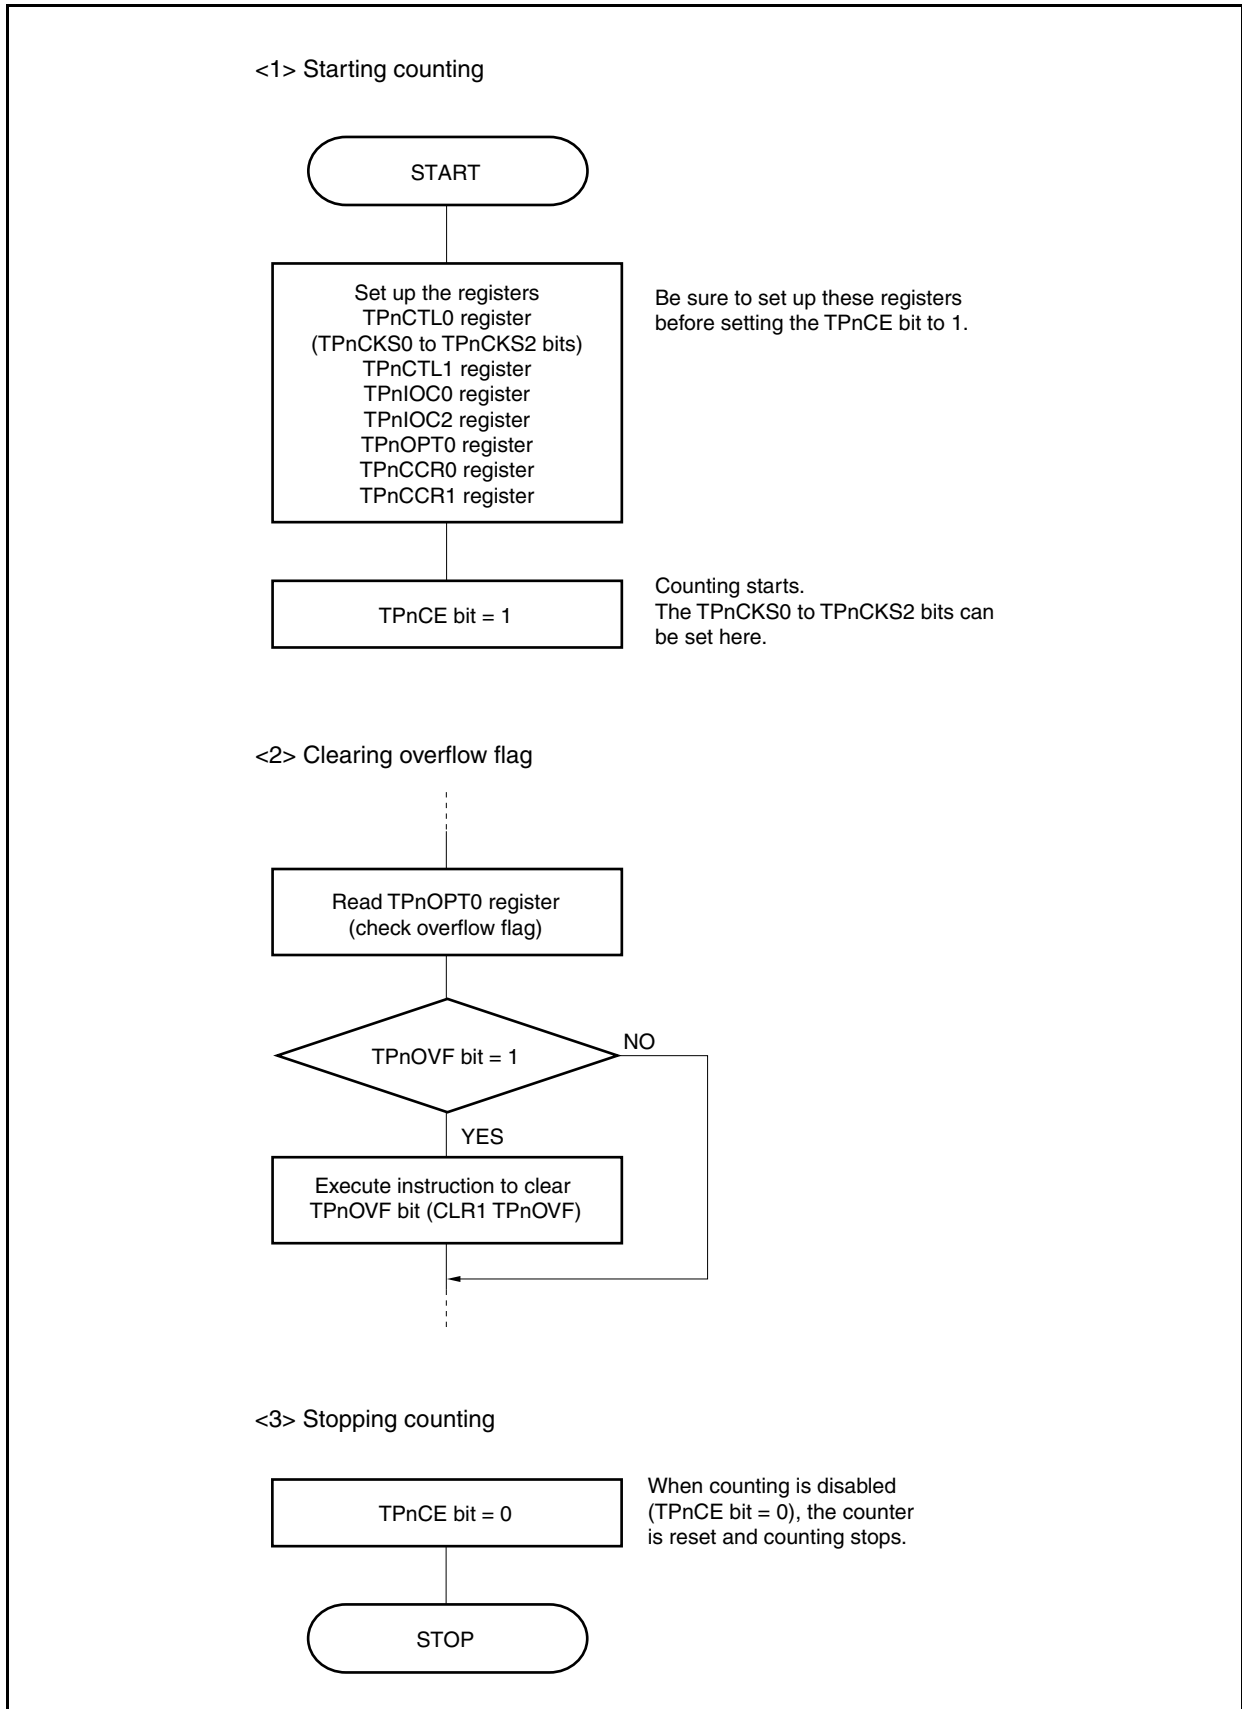 <1> Starting counting
START
Set up the registers
TPnCTL0 register
(TPnCKS0 to TPnCKS2 bits)
TPnCTL1 register
TPnIOC0 register
TPnIOC2 register
TPnOPT0 register
TPnCCR0 register
TPnCCR1 register
Be sure to set up these registers
before setting the TPnCE bit to 1.
TPnCE bit = 1
Counting starts.
The TPnCKS0 to TPnCKS2 bits can
be set here.
<2> Clearing overflow flag
Read TPnOPT0 register
(check overflow flag)
TPnOVF bit = 1
NO
YES
Execute instruction to clear
TPnOVF bit (CLR1 TPnOVF)
<3> Stopping counting
TPnCE bit = 0
When counting is disabled
(TPnCE bit = 0), the counter
is reset and counting stops.
STOP